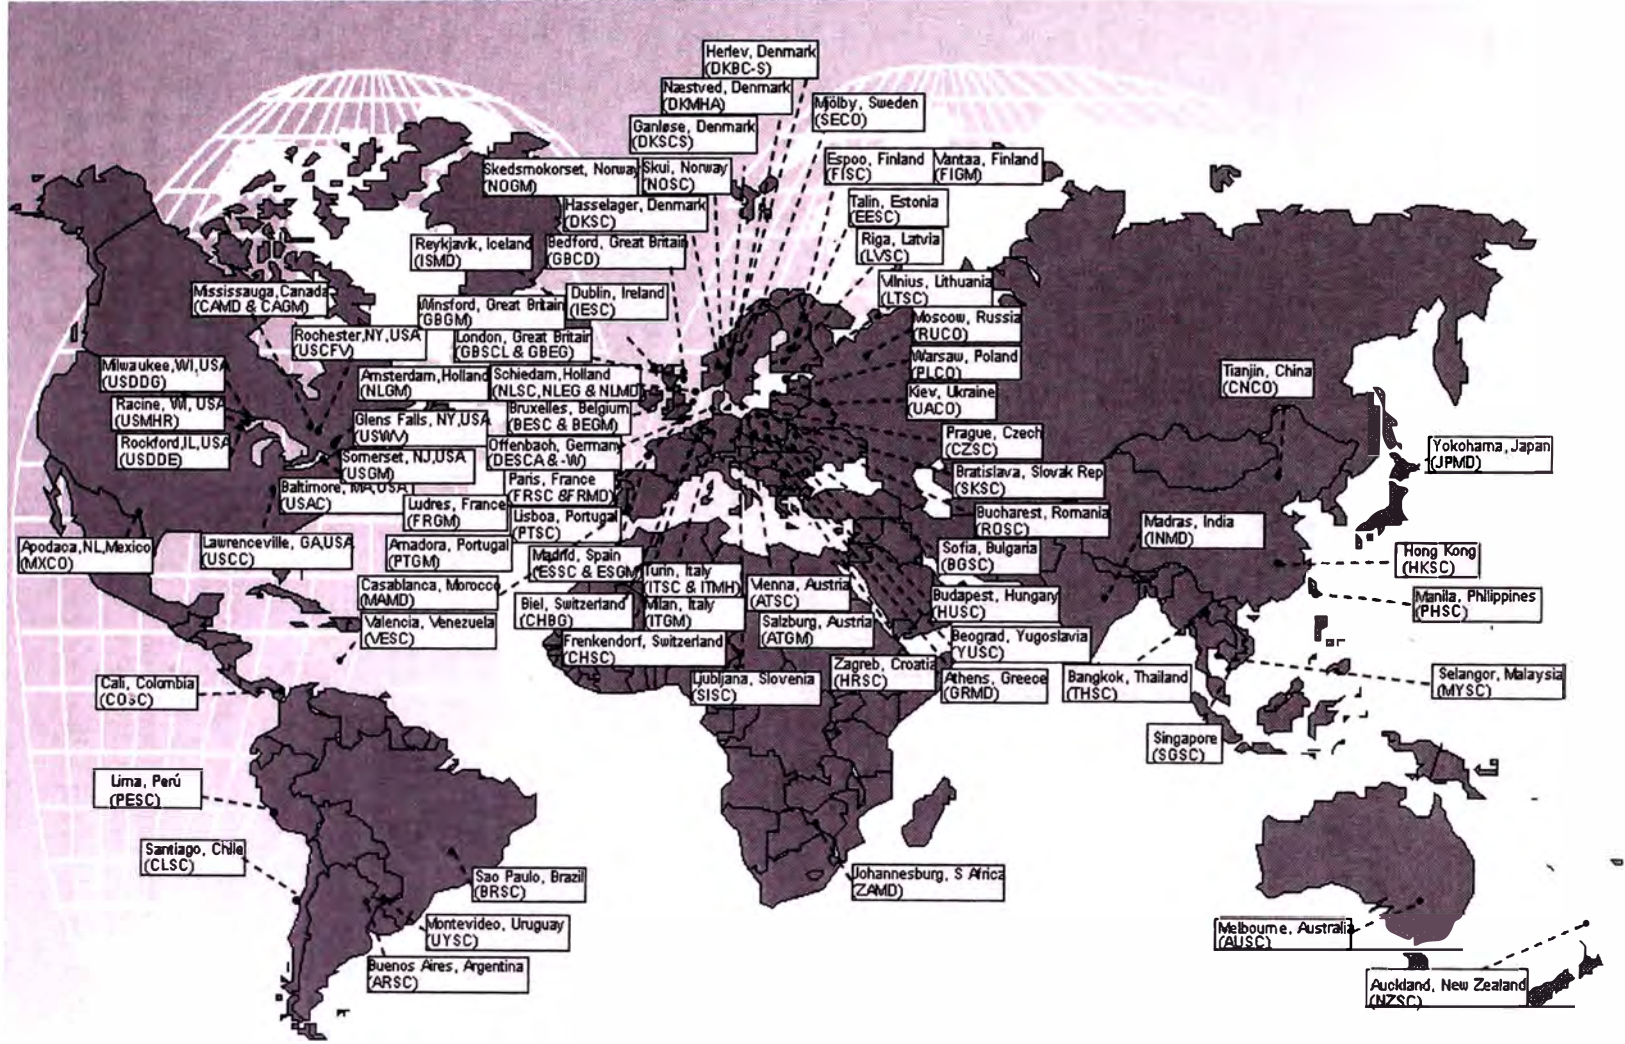 Herlev, Denmark
(DKBC-S)
Næstved, Denmark
(DKMHA)
Mjölby, Sweden
(SECO)
Ganløse, Denmark
(DKSCS)
Skedsmokorset, Norway
(NOGM)
Skui, Norway
(NOSC)
Espoo, Finland
(FISC)
Vantaa, Finland
(FIGM)
Hasselager, Denmark
(DKSC)
Talin, Estonia
(EESC)
Reykjavik, Iceland
(ISMD)
Bedford, Great Britain
(GBCD)
Riga, Latvia
(LVSC)
Mississauga,Canada
(CAMD & CAGM)
Winsford, Great Britain
(GBGM)
Dublin, Ireland
(IESC)
Vilnius, Lithuania
(LTSC)
Rochester,NY,USA
(USCFV)
London, Great Britain
(GBSCL & GBEG)
Moscow, Russia
(RUCO)
Milwaukee,WI,USA
(USDDG)
Amsterdam,Holland
(NLGM)
Schiedam,Holland
(NLSC,NLEG & NLMD)
Warsaw, Poland
(PLCO)
Tianjin, China
(CNCO)
Racine, WI, USA
(USMHR)
Glens Falls, NY,USA
(USWV)
Bruxelles, Belgium
(BESC & BEGM)
Kiev, Ukraine
(UACO)
Rockford,IL,USA
(USDDE)
Somerset, NJ,USA
(USGM)
Offenbach, Germany
(DESCA & -W)
Prague, Czech
(CZSC)
Yokohama, Japan
(JPMD)
Baltimore, MA,USA
(USAC)
Paris, France
(FRSC &FRMD)
Bratislava, Slovak Rep
(SKSC)
Ludres, France
(FRGM)
Lisboa, Portugal
(PTSC)
Bucharest, Romania
(ROSC)
Madras, India
(INMD)
Apodaca,NL,Mexico
(MXCO)
Lawrenceville, GA,USA
(USCC)
Amadora, Portugal
(PTGM)
Madrid, Spain
(ESSC & ESGM)
Sofia, Bulgaria
(BGSC)
Hong Kong
(HKSC)
Casablanca, Morocco
(MAMD)
Turin, Italy
(ITSC & ITMH)
Vienna, Austria
(ATSC)
Budapest, Hungary
(HUSC)
Manila, Philippines
(PHSC)
Valencia, Venezuela
(VESC)
Biel, Switzerland
(CHBG)
Milan, Italy
(ITGM)
Salzburg, Austria
(ATGM)
Beograd, Yugoslavia
(YUSC)
Frenkendorf, Switzerland
(CHSC)
Zagreb, Croatia
(HRSC)
Ljubljana, Slovenia
(SISC)
Athens, Greece
(GRMD)
Bangkok, Thailand
(THSC)
Selangor, Malaysia
(MYSC)
Cali, Colombia
(COSC)
Singapore
(SGSC)
Lima, Perú
(PESC)
Santiago, Chile
(CLSC)
Sao Paulo, Brazil
(BRSC)
Johannesburg, S Africa
(ZAMD)
Montevideo, Uruguay
(UYSC)
Melbourne, Australia
(AUSC)
Buenos Aires, Argentina
(ARSC)
Auckland, New Zealand
(NZSC)